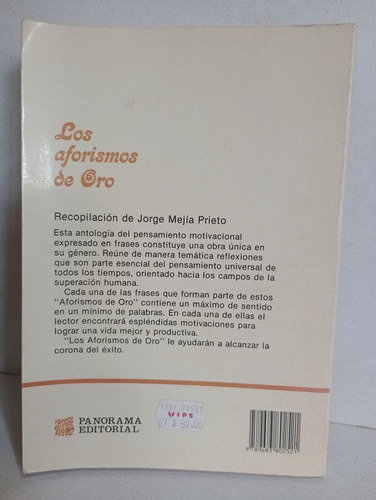 Los
aforismos
de Oro
Recopilación de Jorge Mejía Prieto
Esta antología del pensamiento motivacional
expresado en frases constituye una obra única en
su género. Reúne de manera temática reflexiones
que son parte esencial del pensamiento universal de
todos los tiempos, orientado hacia los campos de la
superación humana.
Cada una de las frases que forman parte de estos
"Aforismos de Oro" contiene un máximo de sentido
en un mínimo de palabras. En cada una de ellas el
lector encontrará espléndidas motivaciones para
lograr una vida mejor y productiva.
"Los Aforismos de Oro" le ayudarán a alcanzar la
corona del éxito.
VIPS
PANORAMA
EDITORIAL
9789683802521